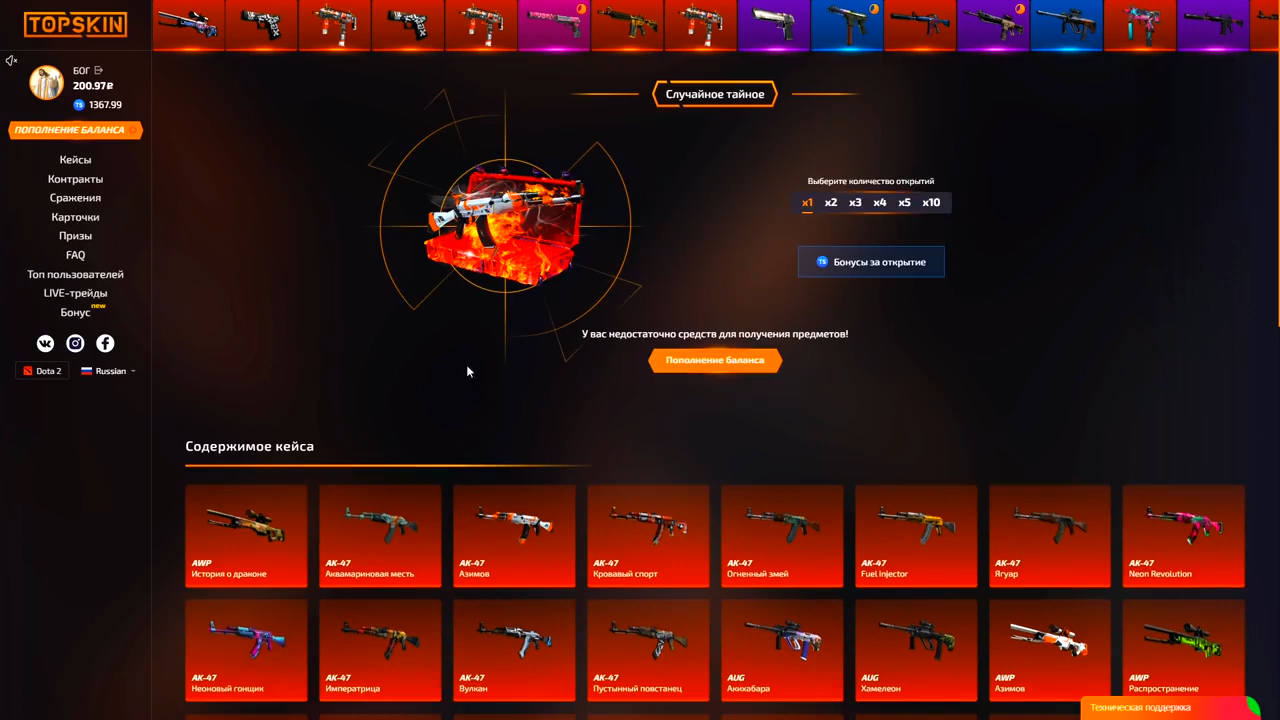 TOPSKIN
БОГ
200.97₽
TS 1367.99
ПОПОЛНЕНИЕ БАЛАНСА
Кейсы
Контракты
Сражения
Карточки
Призы
FAQ
Топ пользователей
LIVE-трейды
Бонус new
Dota 2
Russian
Случайное тайное
Выберите количество открытий
x1 x2 x3 x4 x5 x10
TS Бонусы за открытие
У вас недостаточно средств для получения предметов!
Пополнение баланса
Содержимое кейса
AWP
История о драконе
AK-47
Аквамариновая месть
AK-47
Азимов
AK-47
Кровавый спорт
AK-47
Огненный змей
AK-47
Fuel Injector
AK-47
Ягуар
AK-47
Neon Revolution
AK-47
Неоновый гонщик
AK-47
Императрица
AK-47
Вулкан
AK-47
Пустынный повстанец
AUG
Акихабара
AUG
Хамелеон
AWP
Азимов
AWP
Распространение
Техническая поддержка